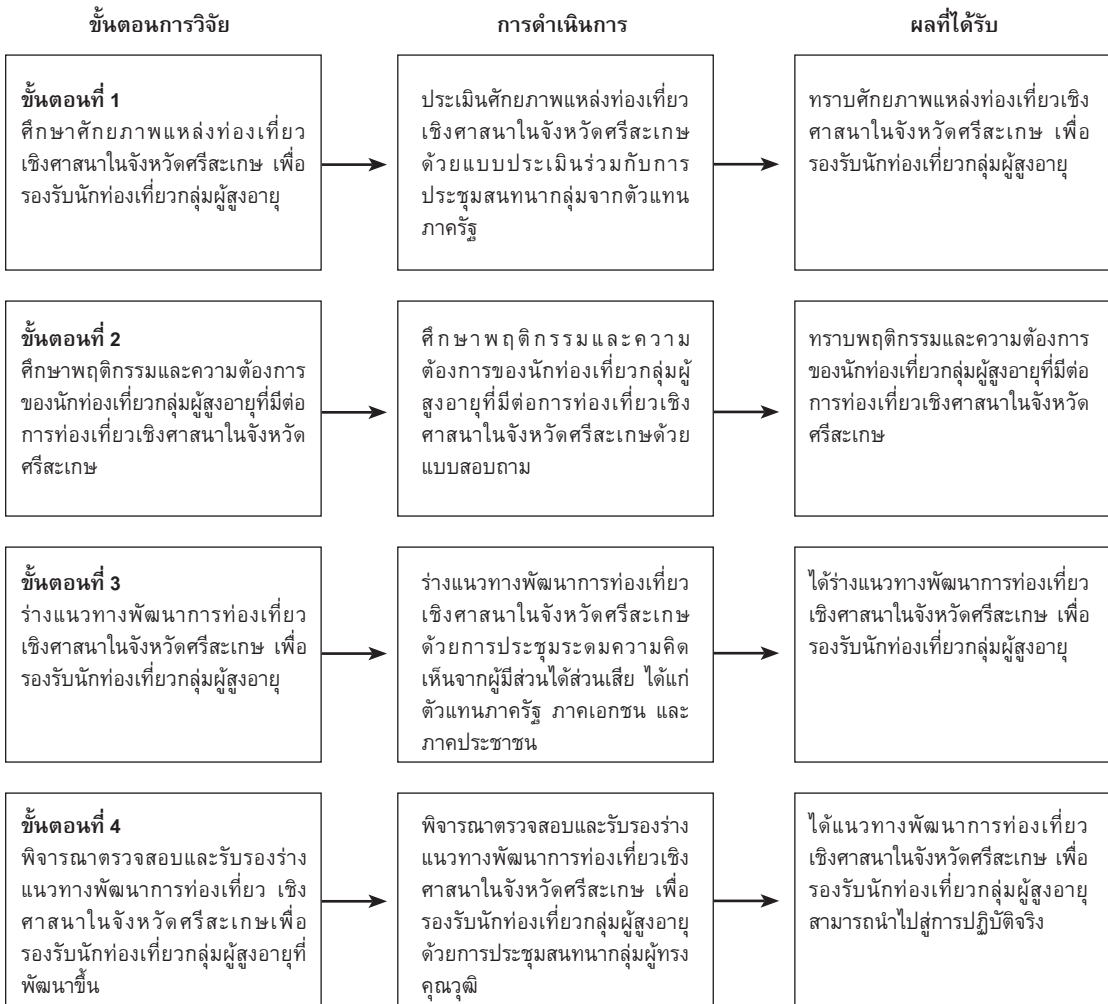 ขั้นตอนการวิจัย
การดำเนินการ
ผลที่ได้รับ
ขั้นตอนที่ 1
ศึกษาศักยภาพแหล่งท่องเที่ยว
เชิงศาสนาในจังหวัดศรีสะเกษ เพื่อ
รองรับนักท่องเที่ยวกลุ่มผู้สูงอายุ
ประเมินศักยภาพแหล่งท่องเที่ยว
เชิงศาสนาในจังหวัดศรีสะเกษ
ด้วยแบบประเมินร่วมกับการ
ประชุมสนทนากลุ่มจากตัวแทน
ภาครัฐ
ทราบศักยภาพแหล่งท่องเที่ยวเชิง
ศาสนาในจังหวัดศรีสะเกษ เพื่อ
รองรับนักท่องเที่ยวกลุ่มผู้สูงอายุ
ขั้นตอนที่ 2
ศึกษาพฤติกรรมและความต้องการ
ของนักท่องเที่ยวกลุ่มผู้สูงอายุที่มีต่อ
การท่องเที่ยวเชิงศาสนาในจังหวัด
ศรีสะเกษ
ศึกษาพฤติกรรมและความ
ต้องการของนักท่องเที่ยวกลุ่มผู้
สูงอายุที่มีต่อการท่องเที่ยวเชิง
ศาสนาในจังหวัดศรีสะเกษด้วย
แบบสอบถาม
ทราบพฤติกรรมและความต้องการ
ของนักท่องเที่ยวกลุ่มผู้สูงอายุที่มีต่อ
การท่องเที่ยวเชิงศาสนาในจังหวัด
ศรีสะเกษ
ขั้นตอนที่ 3
ร่างแนวทางพัฒนาการท่องเที่ยว
เชิงศาสนาในจังหวัดศรีสะเกษ เพื่อ
รองรับนักท่องเที่ยวกลุ่มผู้สูงอายุ
ร่างแนวทางพัฒนาการท่องเที่ยว
เชิงศาสนาในจังหวัดศรีสะเกษ
ด้วยการประชุมระดมความคิด
เห็นจากผู้มีส่วนได้ส่วนเสีย ได้แก่
ตัวแทนภาครัฐ ภาคเอกชน และ
ภาคประชาชน
ได้ร่างแนวทางพัฒนาการท่องเที่ยว
เชิงศาสนาในจังหวัดศรีสะเกษ เพื่อ
รองรับนักท่องเที่ยวกลุ่มผู้สูงอายุ
ขั้นตอนที่ 4
พิจารณาตรวจสอบและรับรองร่าง
แนวทางพัฒนาการท่องเที่ยว เชิง
ศาสนาในจังหวัดศรีสะเกษเพื่อ
รองรับนักท่องเที่ยวกลุ่มผู้สูงอายุที่
พัฒนาขึ้น
พิจารณาตรวจสอบและรับรองร่าง
แนวทางพัฒนาการท่องเที่ยวเชิง
ศาสนาในจังหวัดศรีสะเกษ เพื่อ
รองรับนักท่องเที่ยวกลุ่มผู้สูงอายุ
ด้วยการประชุมสนทนากลุ่มผู้ทรง
คุณวุฒิ
ได้แนวทางพัฒนาการท่องเที่ยว
เชิงศาสนาในจังหวัดศรีสะเกษ เพื่อ
รองรับนักท่องเที่ยวกลุ่มผู้สูงอายุ
สามารถนำไปสู่การปฏิบัติจริง